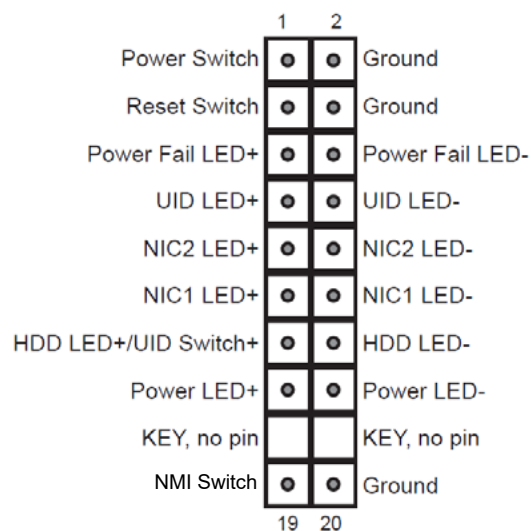 1 2
Power Switch Ground
Reset Switch Ground
Power Fail LED+ Power Fail LED-
UID LED+ UID LED-
NIC2 LED+ NIC2 LED-
NIC1 LED+ NIC1 LED-
HDD LED+/UID Switch+ HDD LED-
Power LED+ Power LED-
KEY, no pin KEY, no pin
NMI Switch Ground
19 20